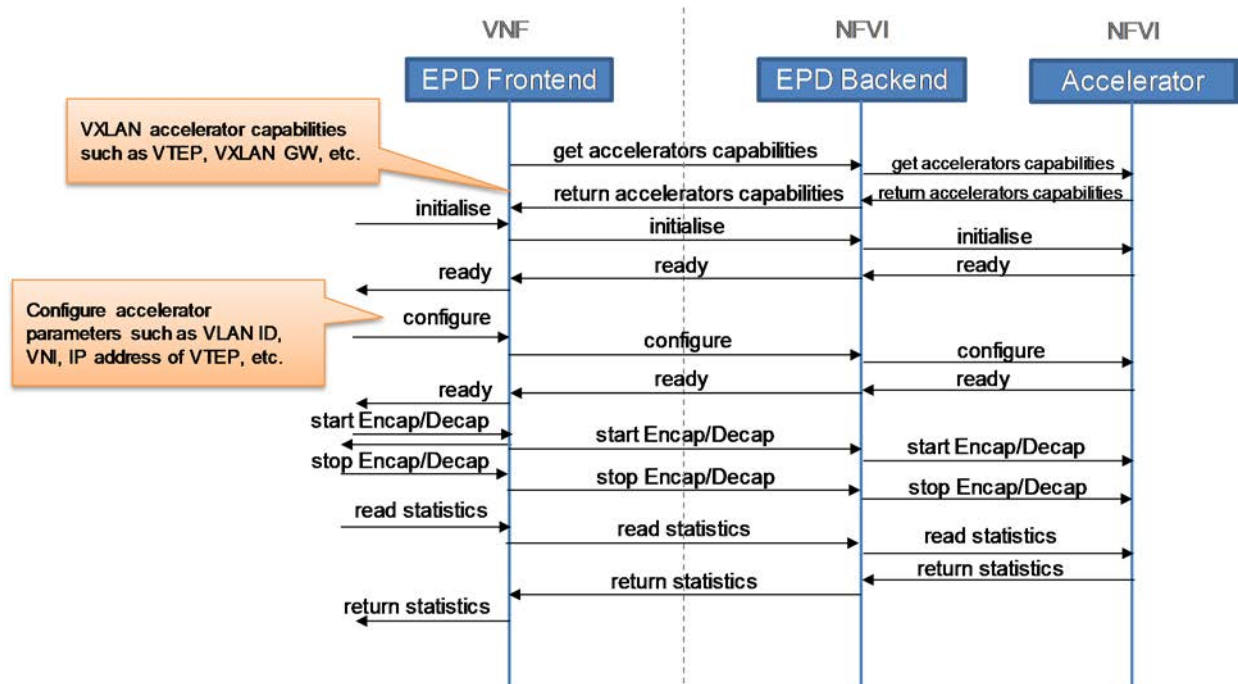 VNF
NFVI
NFVI
EPD Frontend
EPD Backend
Accelerator
VXLAN accelerator capabilities
such as VTEP, VXLAN GW, etc.
get accelerators capabilities
get accelerators capabilities
return accelerators capabilities
return accelerators capabilities
initialise
initialise
initialise
ready
ready
ready
Configure accelerator
parameters such as VLAN ID,
VNI, IP address of VTEP, etc.
configure
configure
configure
ready
ready
ready
start Encap/Decap
start Encap/Decap
start Encap/Decap
stop Encap/Decap
stop Encap/Decap
stop Encap/Decap
read statistics
read statistics
read statistics
return statistics
return statistics
return statistics